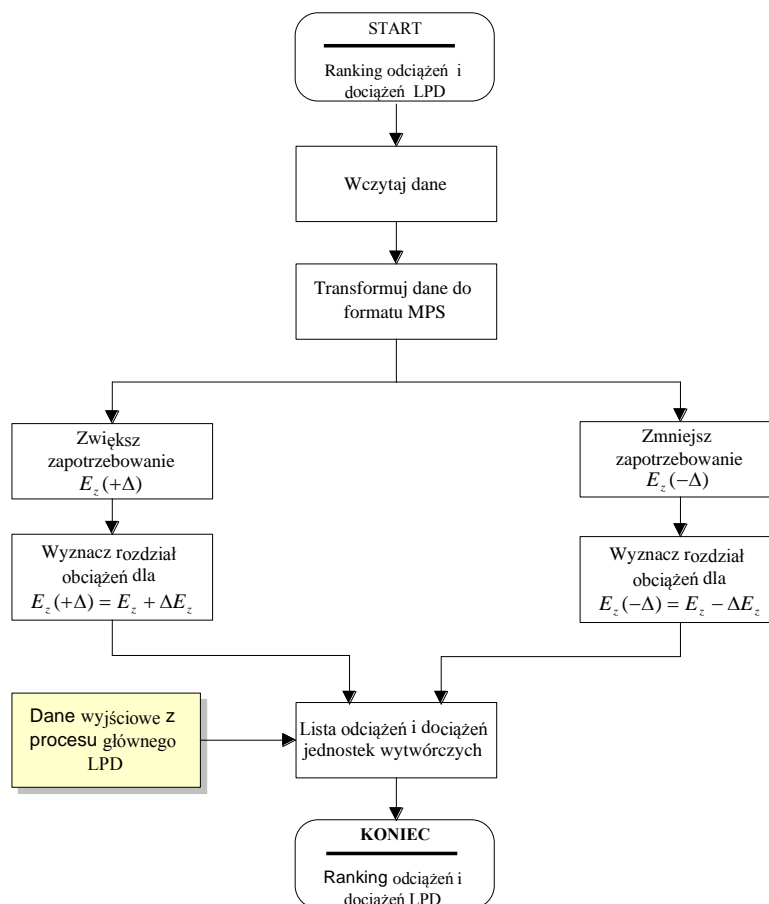 START
Ranking odciążeń i
dociążeń LPD
Wczytaj dane
Transformuj dane do
formatu MPS
Zwiększ
zapotrzebowanie
E_z(+Δ)
Zmniejsz
zapotrzebowanie
E_z(−Δ)
Wyznacz rozdział
obciążeń dla
E_z(+Δ) = E_z + ΔE_z
Wyznacz rozdział
obciążeń dla
E_z(−Δ) = E_z − ΔE_z
Dane wyjściowe z
procesu głównego
LPD
Lista odciążeń i dociążeń
jednostek wytwórczych
KONIEC
Ranking odciążeń i
dociążeń LPD